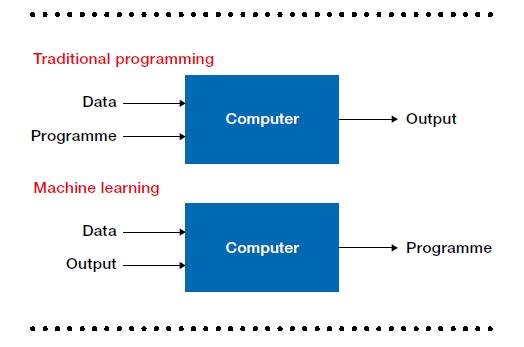 Traditional programming
Data
Programme
Computer
Output
Machine learning
Data
Output
Computer
Programme